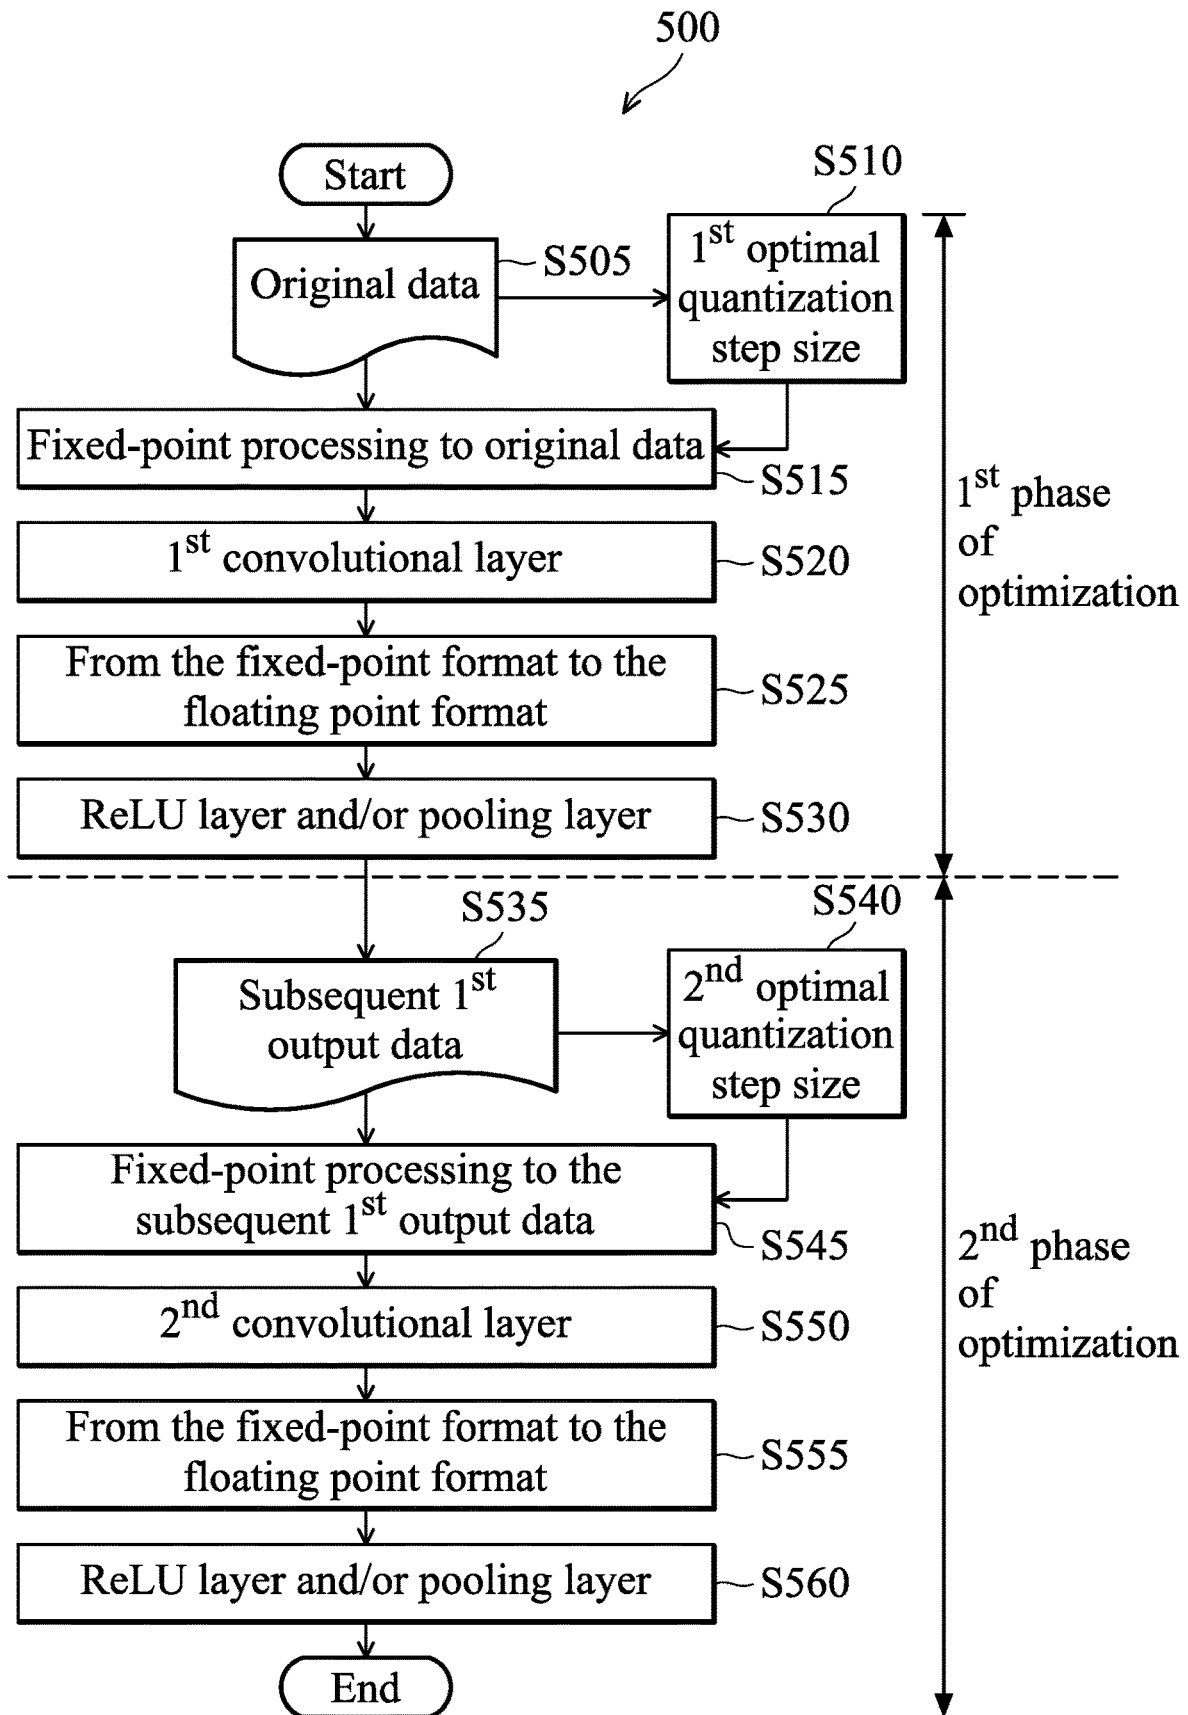 500
Start
S510
Original data
S505
1st optimal
quantization
step size
Fixed-point processing to original data
S515
1st convolutional layer
S520
From the fixed-point format to the
floating point format
S525
ReLU layer and/or pooling layer
S530
1st phase
of
optimization
S535
S540
Subsequent 1st
output data
2nd optimal
quantization
step size
Fixed-point processing to the
subsequent 1st output data
S545
2nd convolutional layer
S550
From the fixed-point format to the
floating point format
S555
ReLU layer and/or pooling layer
S560
End
2nd phase
of
optimization